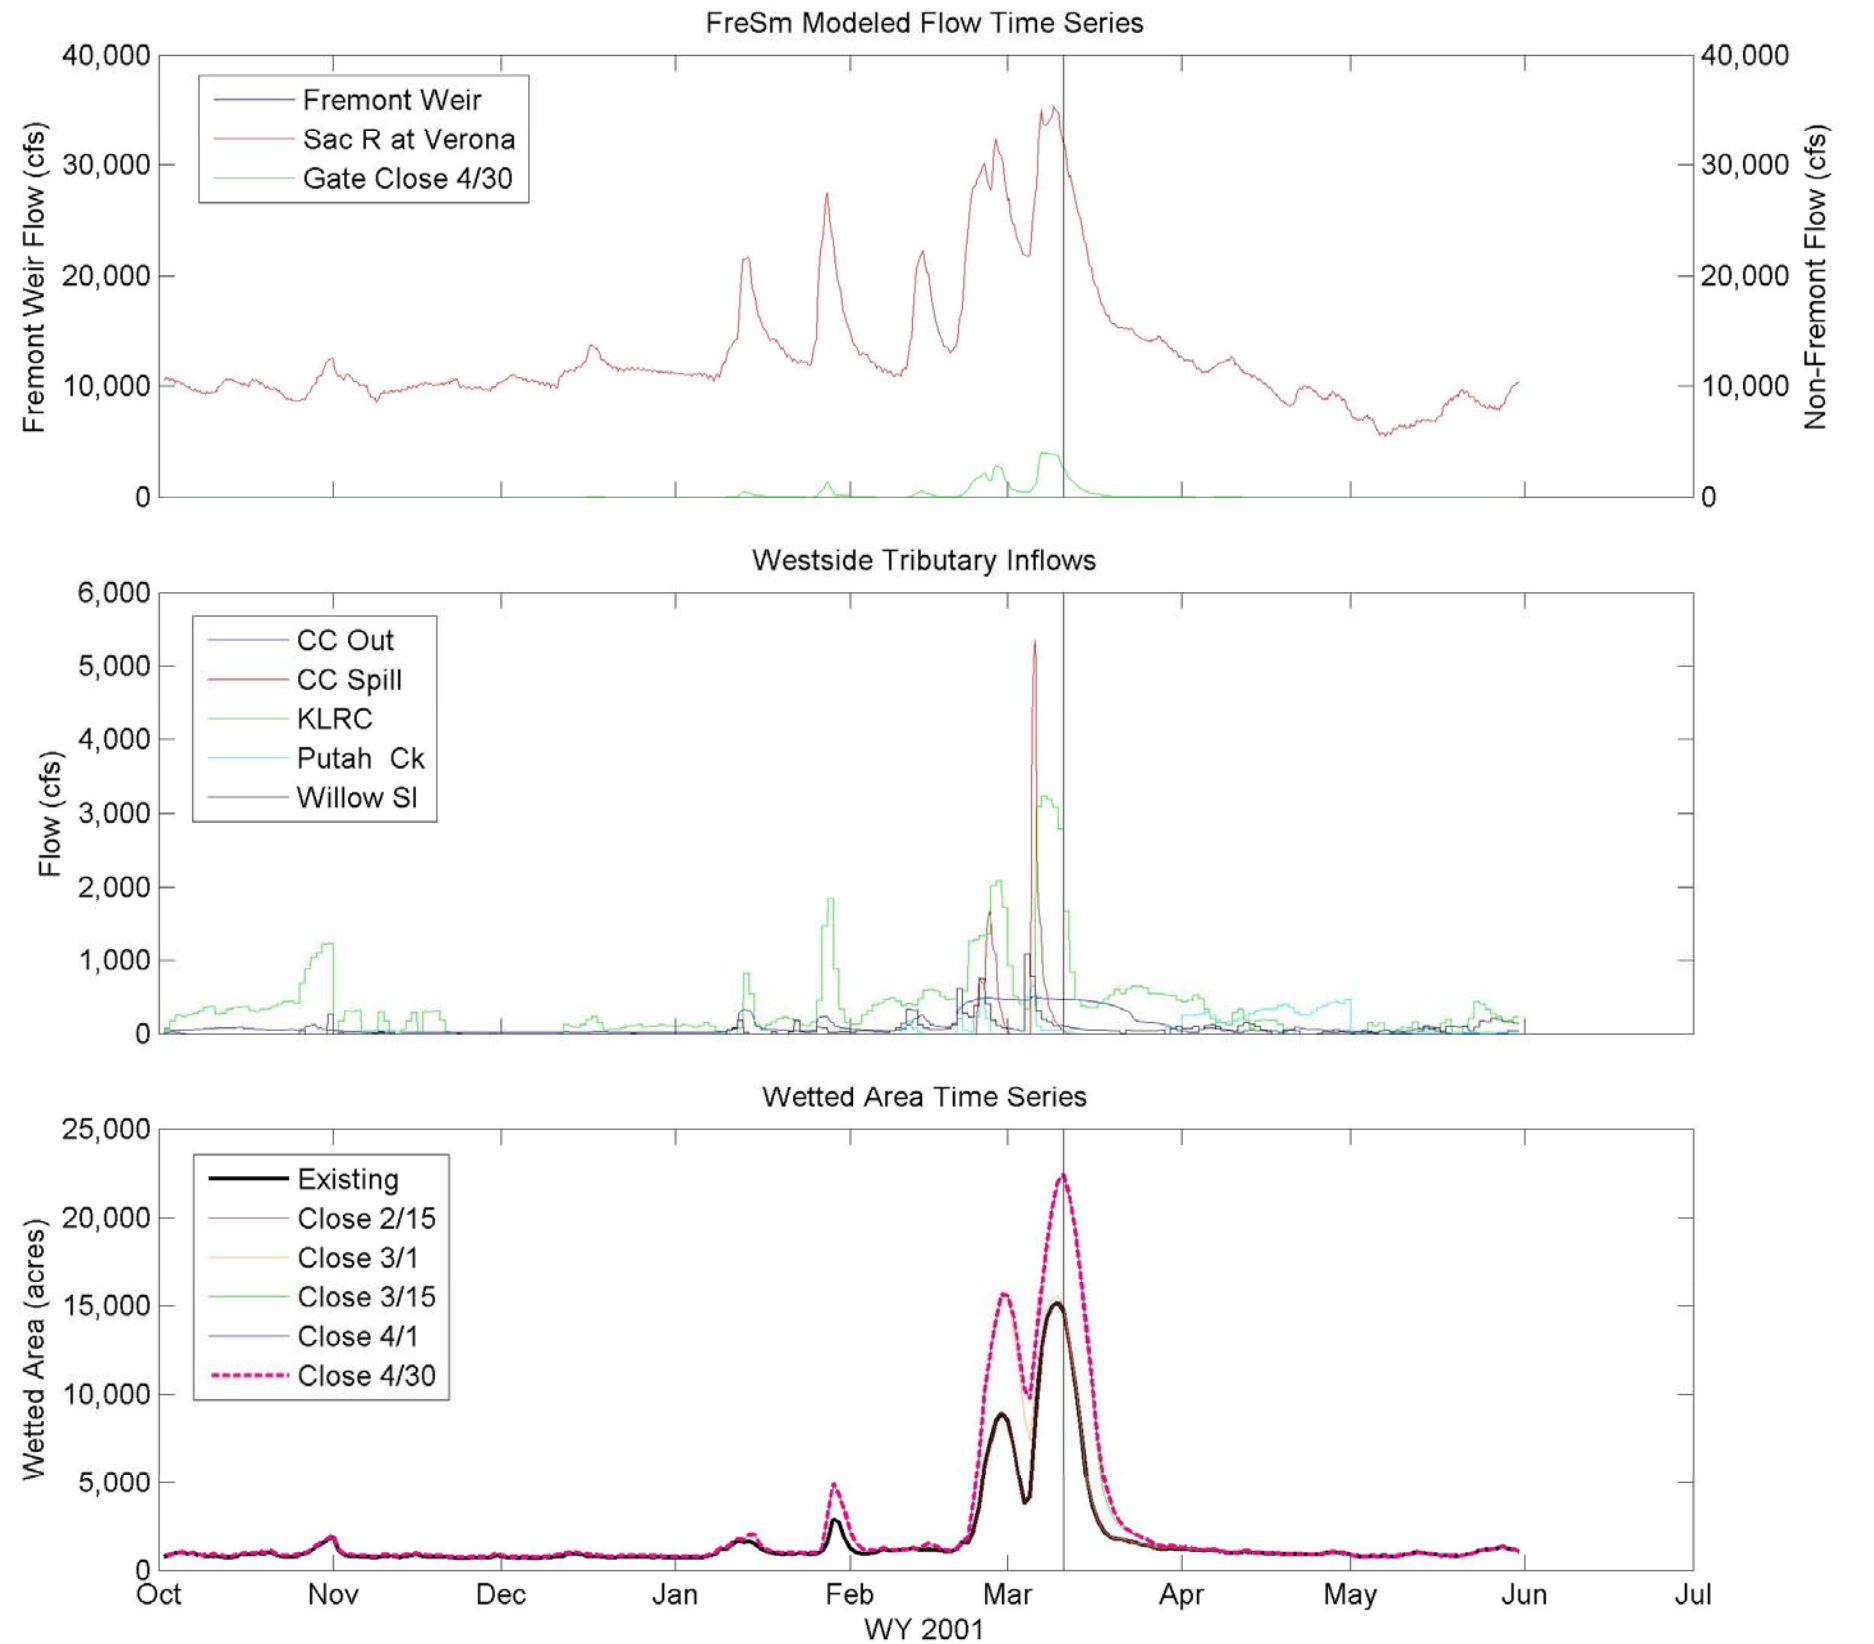 FreSm Modeled Flow Time Series
40,000
30,000
20,000
10,000
0
Fremont Weir Flow (cfs)
Fremont Weir
Sac R at Verona
Gate Close 4/30
40,000
30,000
20,000
10,000
0
Non-Fremont Flow (cfs)
Westside Tributary Inflows
6,000
5,000
4,000
3,000
2,000
1,000
0
Flow (cfs)
CC Out
CC Spill
KLRC
Putah Ck
Willow Sl
Wetted Area Time Series
25,000
20,000
15,000
10,000
5,000
0
Wetted Area (acres)
Existing
Close 2/15
Close 3/1
Close 3/15
Close 4/1
Close 4/30
Oct Nov Dec Jan Feb Mar Apr May Jun Jul
WY 2001